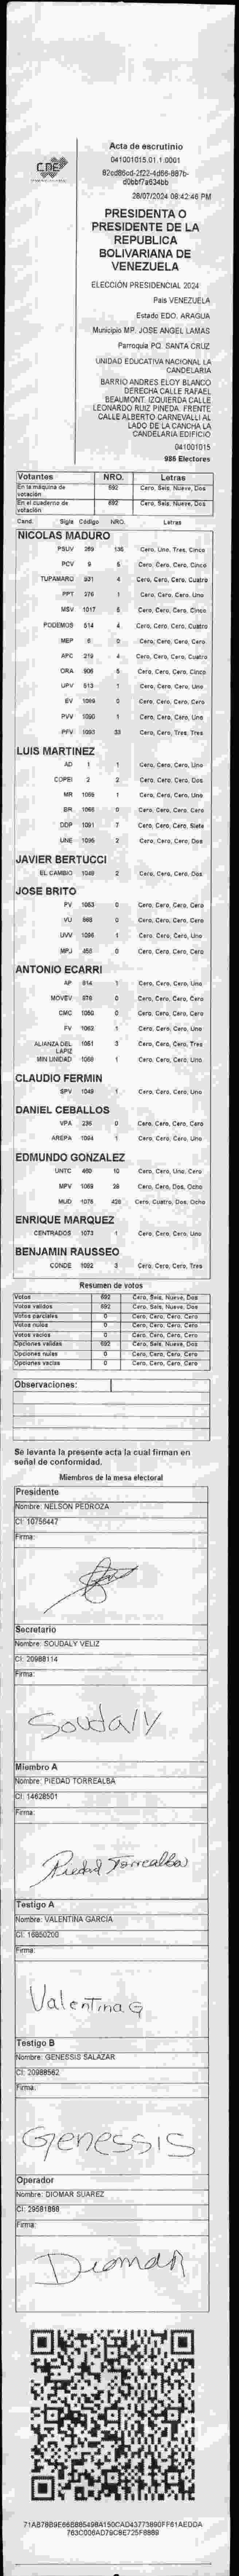 CDE
Acta de escrutinio
041001015.01.1.0001
82cd86cd-2f22-4d66-887b-
d0bbf7a634bb
28/07/2024 08:42:46 PM
PRESIDENTA O
PRESIDENTE DE LA
REPUBLICA
BOLIVARIANA DE
VENEZUELA
ELECCIÓN PRESIDENCIAL 2024
Pais VENEZUELA
Estado EDO. ARAGUA
Municipio MP. JOSE ANGEL LAMAS
Parroquia PQ. SANTA CRUZ
UNIDAD EDUCATIVA NACIONAL LA
CANDELARIA
BARRIO ANDRES ELOY BLANCO
DERECHA CALLE RAFAEL
BEAUMONT. IZQUIERDA CALLE
LEONARDO RUIZ PINEDA. FRENTE
CALLE ALBERTO CARNEVALLI AL
LADO DE LA CANCHA LA
CANDELARIA EDIFICIO
041001015
986 Electores
Votantes NRO. Letras
En la máquina de votación 692 Cero, Seis, Nueve, Dos
En el cuaderno de votación 692 Cero, Seis, Nueve, Dos
Cand. Sigla Código NRO. Letras
NICOLAS MADURO
PSUV 269 135 Cero, Uno, Tres, Cinco
PCV 9 5 Cero, Cero, Cero, Cinco
TUPAMARO 931 4 Cero, Cero, Cero, Cuatro
PPT 276 1 Cero, Cero, Cero, Uno
MSV 1017 5 Cero, Cero, Cero, Cinco
PODEMOS 514 4 Cero, Cero, Cero, Cuatro
MEP 6 0 Cero, Cero, Cero, Cero
APC 219 4 Cero, Cero, Cero, Cuatro
ORA 906 5 Cero, Cero, Cero, Cinco
UPV 513 1 Cero, Cero, Cero, Uno
EV 1099 0 Cero, Cero, Cero, Cero
PVV 1090 1 Cero, Cero, Cero, Uno
PFV 1093 33 Cero, Cero, Tres, Tres
LUIS MARTINEZ
AD 1 1 Cero, Cero, Cero, Uno
COPEI 2 2 Cero, Cero, Cero, Dos
MR 1055 1 Cero, Cero, Cero, Uno
BR 1066 0 Cero, Cero, Cero, Cero
DDP 1091 7 Cero, Cero, Cero, Siete
UNE 1095 2 Cero, Cero, Cero, Dos
JAVIER BERTUCCI
EL CAMBIO 1049 2 Cero, Cero, Cero, Dos
JOSE BRITO
PV 1053 0 Cero, Cero, Cero, Cero
VU 868 0 Cero, Cero, Cero, Cero
UVV 1096 1 Cero, Cero, Cero, Uno
MPJ 455 0 Cero, Cero, Cero, Cero
ANTONIO ECARRI
AP 814 1 Cero, Cero, Cero, Uno
MOVEV 878 0 Cero, Cero, Cero, Cero
CMC 1050 0 Cero, Cero, Cero, Cero
FV 1052 1 Cero, Cero, Cero, Uno
ALIANZA DEL LAPIZ 1051 3 Cero, Cero, Cero, Tres
MIN UNIDAD 1068 1 Cero, Cero, Cero, Uno
CLAUDIO FERMIN
SPV 1048 1 Cero, Cero, Cero, Uno
DANIEL CEBALLOS
VPA 236 0 Cero, Cero, Cero, Cero
AREPA 1094 1 Cero, Cero, Cero, Uno
EDMUNDO GONZALEZ
UNTC 460 10 Cero, Cero, Uno, Cero
MPV 1069 28 Cero, Cero, Dos, Ocho
MUD 1076 428 Cero, Cuatro, Dos, Ocho
ENRIQUE MARQUEZ
CENTRADOS 1073 1 Cero, Cero, Cero, Uno
BENJAMIN RAUSSEO
CONDE 1092 3 Cero, Cero, Cero, Tres
Resumen de votos
Votos 692 Cero, Seis, Nueve, Dos
Votos válidos 692 Cero, Seis, Nueve, Dos
Votos parciales 0 Cero, Cero, Cero, Cero
Votos nulos 0 Cero, Cero, Cero, Cero
Votos vacíos 0 Cero, Cero, Cero, Cero
Opciones válidas 692 Cero, Seis, Nueve, Dos
Opciones nulas 0 Cero, Cero, Cero, Cero
Opciones vacías 0 Cero, Cero, Cero, Cero
Observaciones:
Se levanta la presente acta la cual firman en
señal de conformidad.
Miembros de la mesa electoral
Presidente
Nombre: NELSON PEDROZA
CI: 10756447
Firma:
Secretario
Nombre: SOUDALY VELIZ
CI: 20988114
Firma:
Soudaly
Miembro A
Nombre: PIEDAD TORREALBA
CI: 14628501
Firma:
Piedad Torrealba
Testigo A
Nombre: VALENTINA GARCIA
CI: 16850200
Firma:
Valentina G
Testigo B
Nombre: GENESSIS SALAZAR
CI: 20988562
Firma:
Genessis
Operador
Nombre: DIOMAR SUAREZ
CI: 29581868
Firma:
Diomar
71AB78B9E66B885498A150CAD43773890FF61AEDDA
763C006AD79C8E725F8869